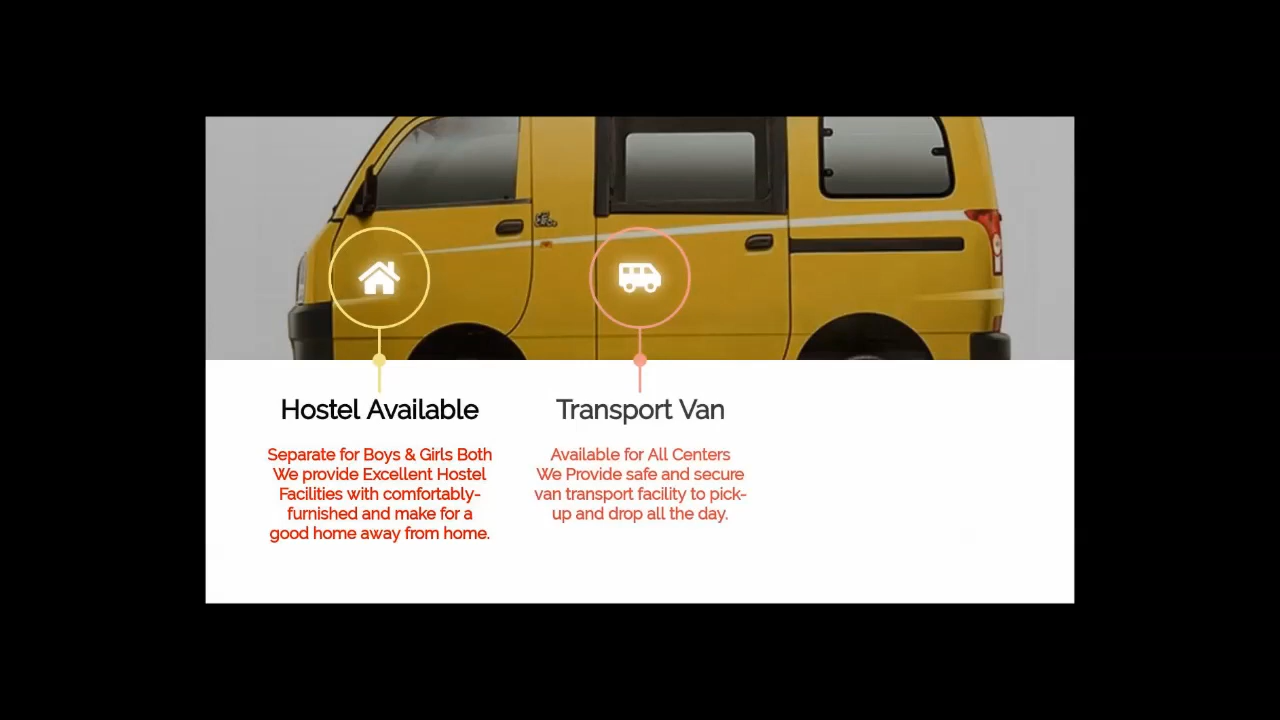 Hostel Available
Separate for Boys & Girls Both
We provide Excellent Hostel
Facilities with comfortably-
furnished and make for a
good home away from home.
Transport Van
Available for All Centers
We Provide safe and secure
van transport facility to pick-
up and drop all the day.